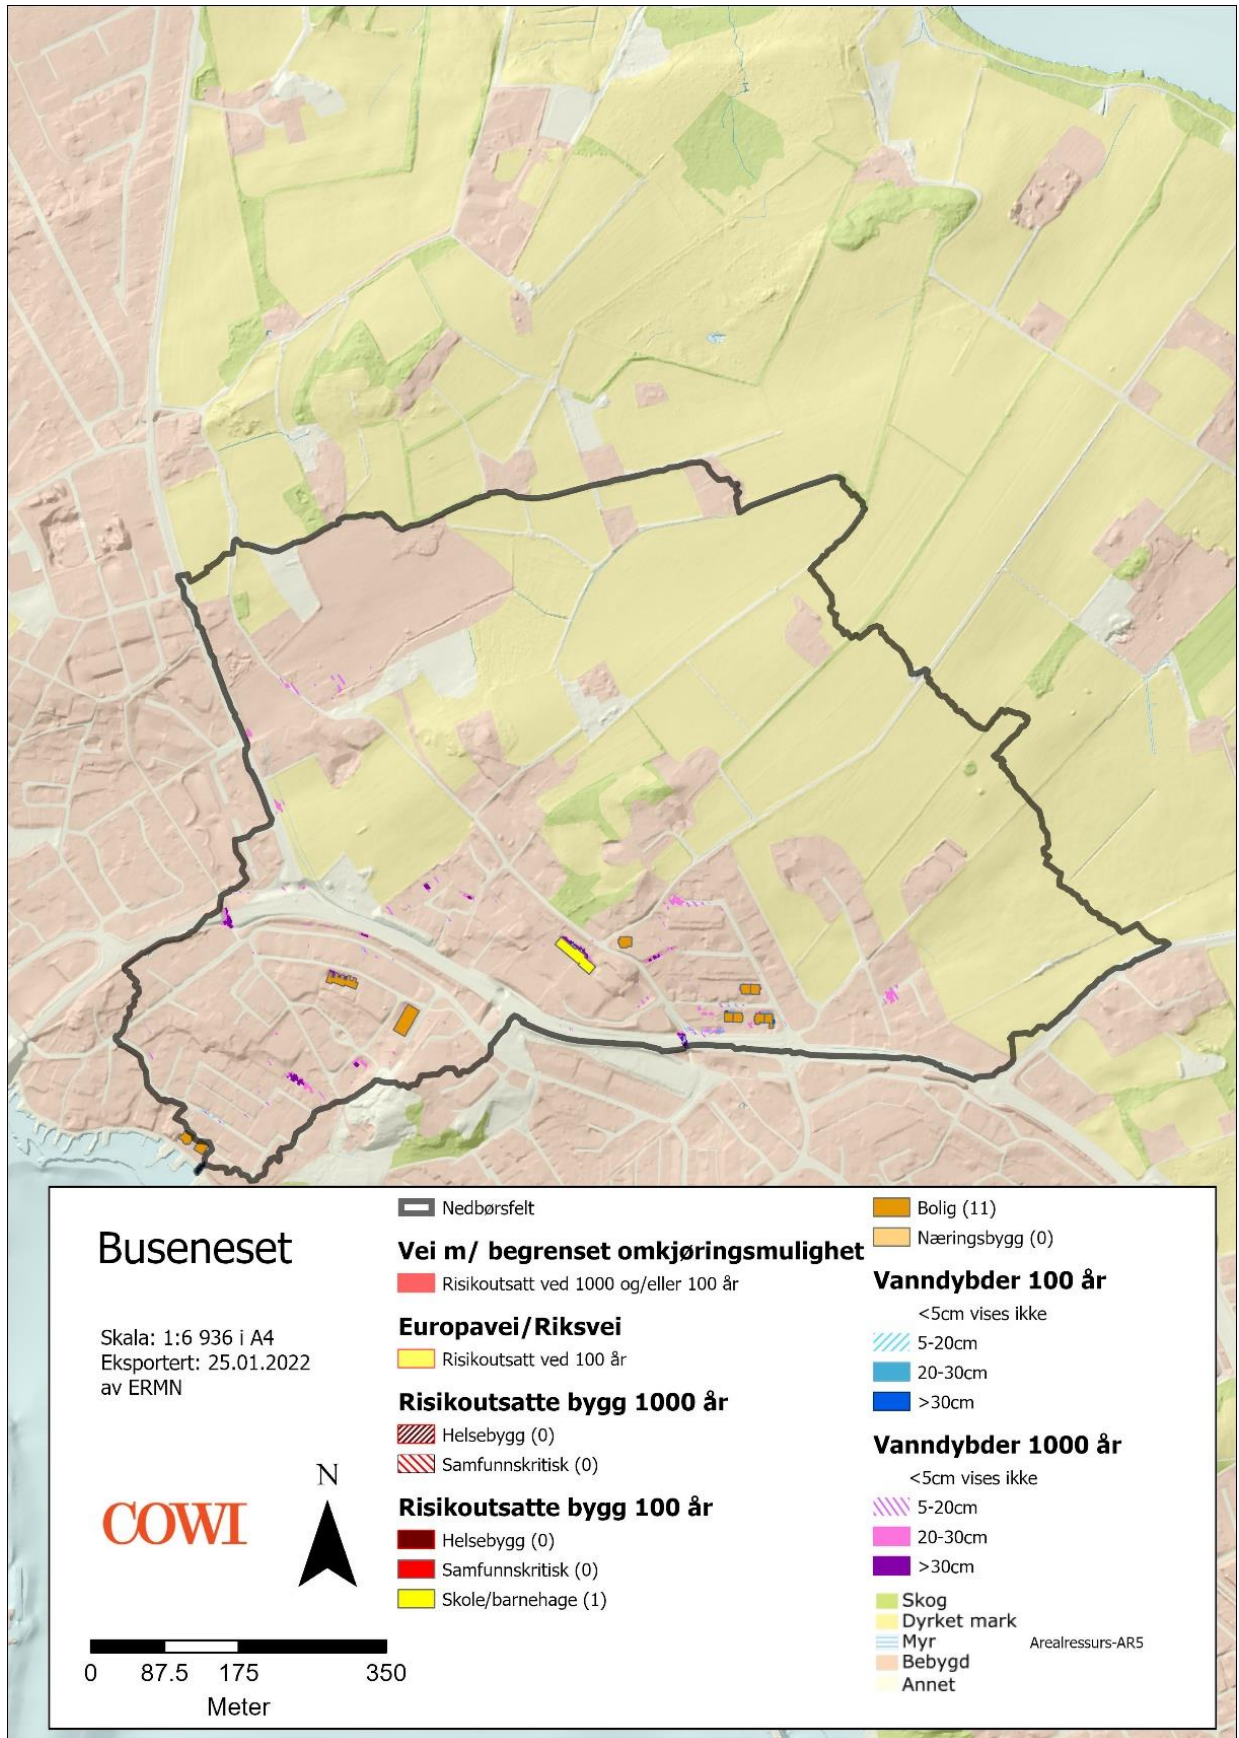 Buseneset
Skala: 1:6 936 i A4
Eksportert: 25.01.2022
av ERMN
COWI
N
0 87.5 175 350
Meter
Nedbørsfelt
Vei m/ begrenset omkjøringsmulighet
Risikoutsatt ved 1000 og/eller 100 år
Europavei/Riksvei
Risikoutsatt ved 100 år
Risikoutsatte bygg 1000 år
Helsebygg (0)
Samfunnskritisk (0)
Risikoutsatte bygg 100 år
Helsebygg (0)
Samfunnskritisk (0)
Skole/barnehage (1)
Bolig (11)
Næringsbygg (0)
Vanndybder 100 år
<5cm vises ikke
5-20cm
20-30cm
>30cm
Vanndybder 1000 år
<5cm vises ikke
5-20cm
20-30cm
>30cm
Skog
Dyrket mark
Myr
Bebygd
Annet
Arealressurs-AR5